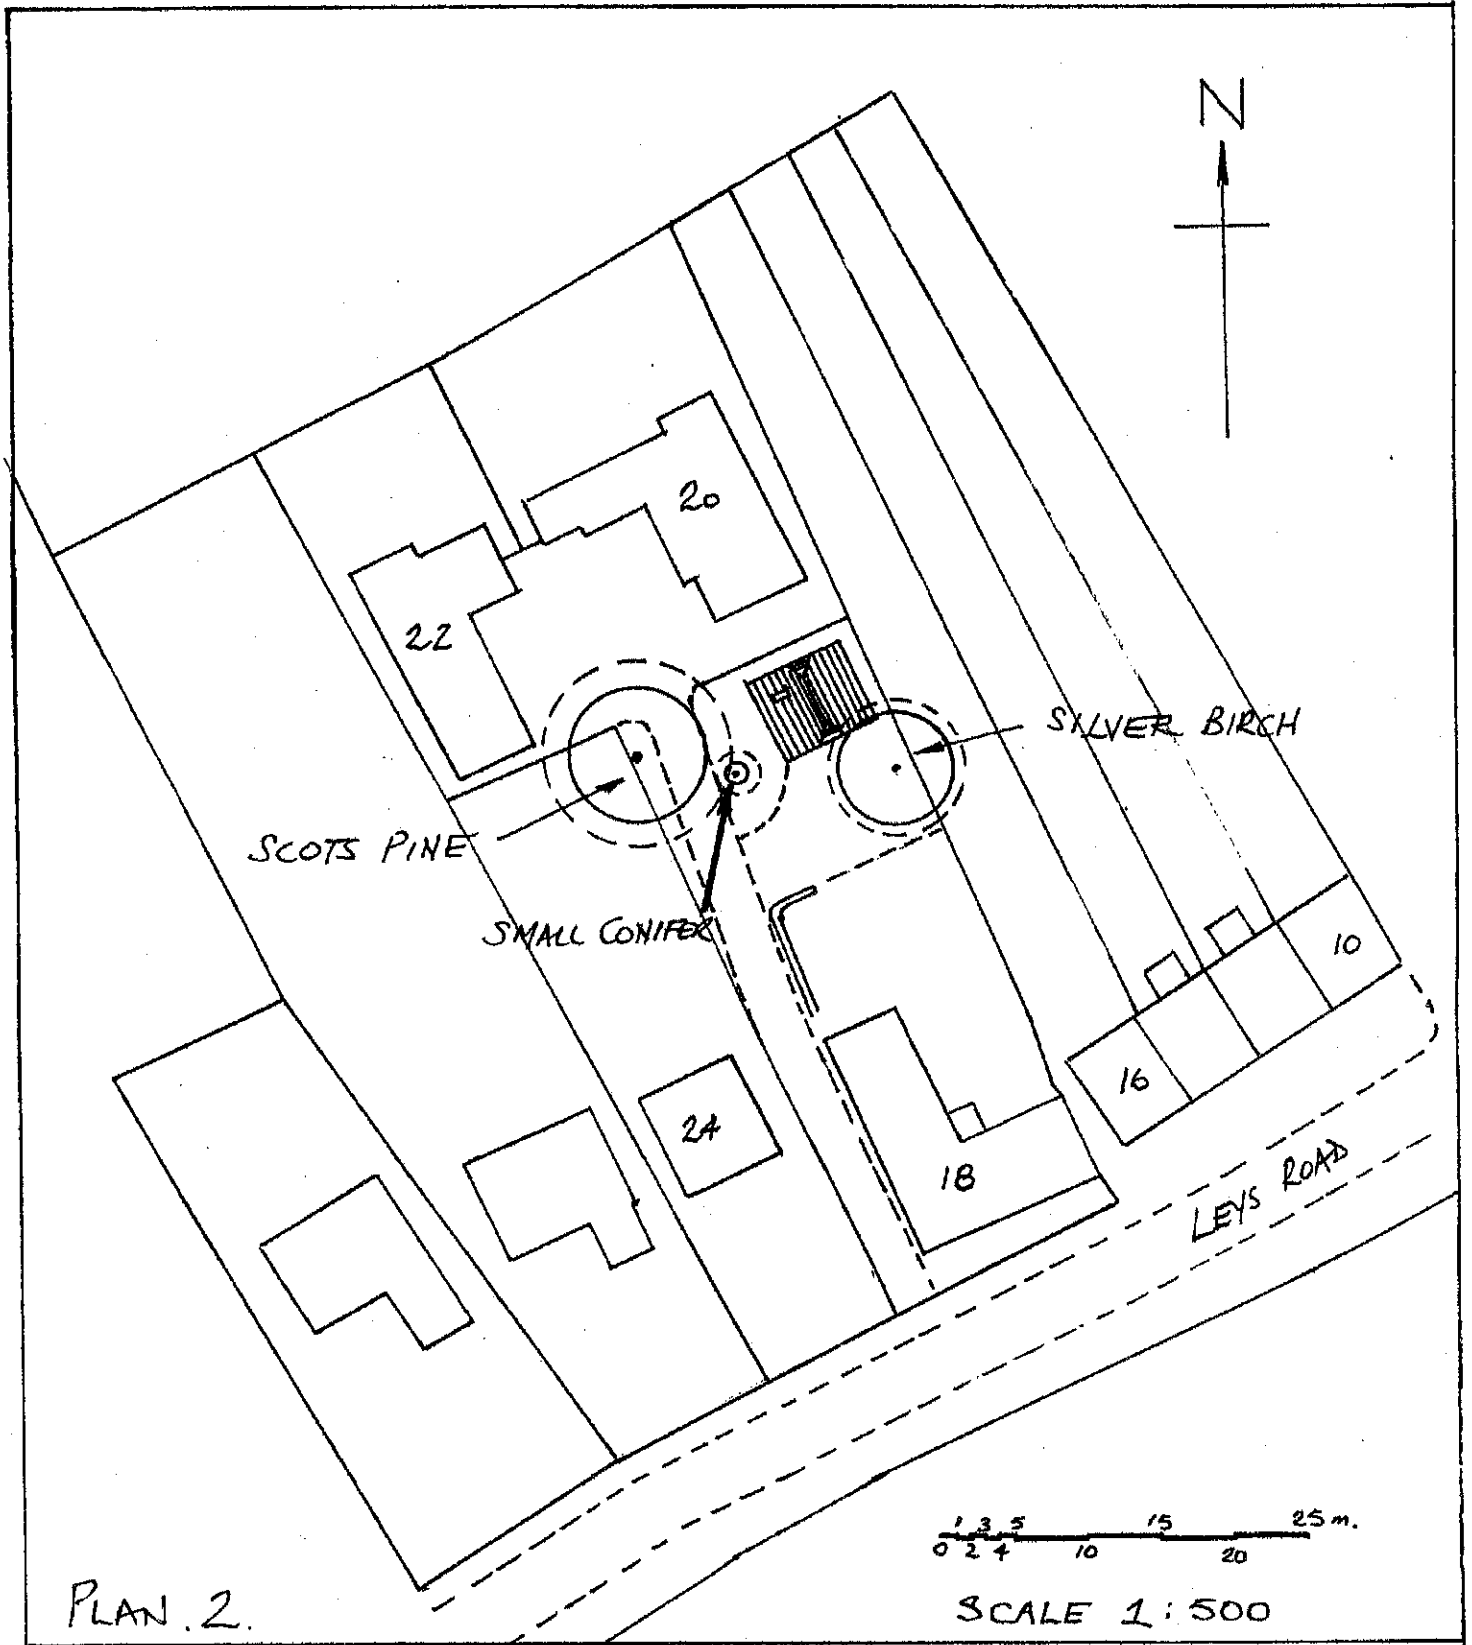 N
20
22
SILVER BIRCH
SCOTS PINE
SMALL CONIFER
10
16
24
18
LEYS ROAD
1 3 5 15 25 m.
0 2 4 10 20
PLAN . 2.
SCALE 1 : 500